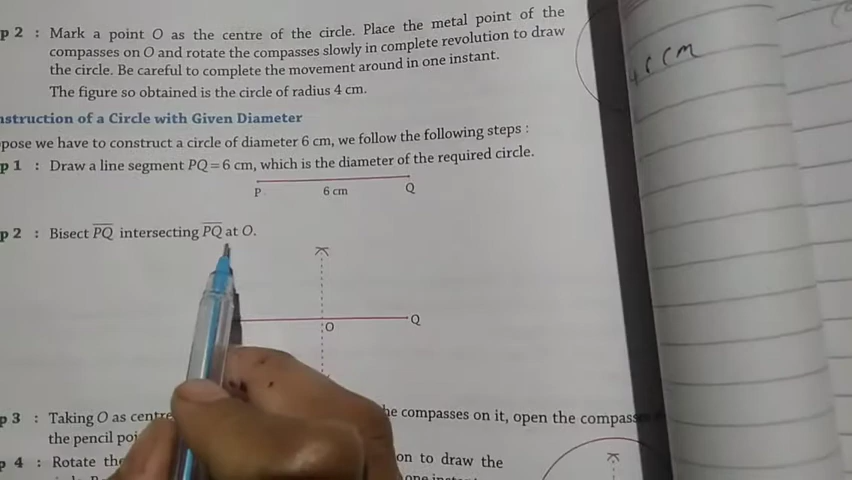 p 2 : Mark a point O as the centre of the circle. Place the metal point of the
compasses on O and rotate the compasses slowly in complete revolution to draw
the circle. Be careful to complete the movement around in one instant.
The figure so obtained is the circle of radius 4 cm.
nstruction of a Circle with Given Diameter
pose we have to construct a circle of diameter 6 cm, we follow the following steps :
p 1 : Draw a line segment PQ = 6 cm, which is the diameter of the required circle.
P 6 cm Q
p 2 : Bisect PQ intersecting PQ at O.
O Q
p 3 : Taking O as centre he compasses on it, open the compass
the pencil poi
p 4 : Rotate the on to draw the
one
cm